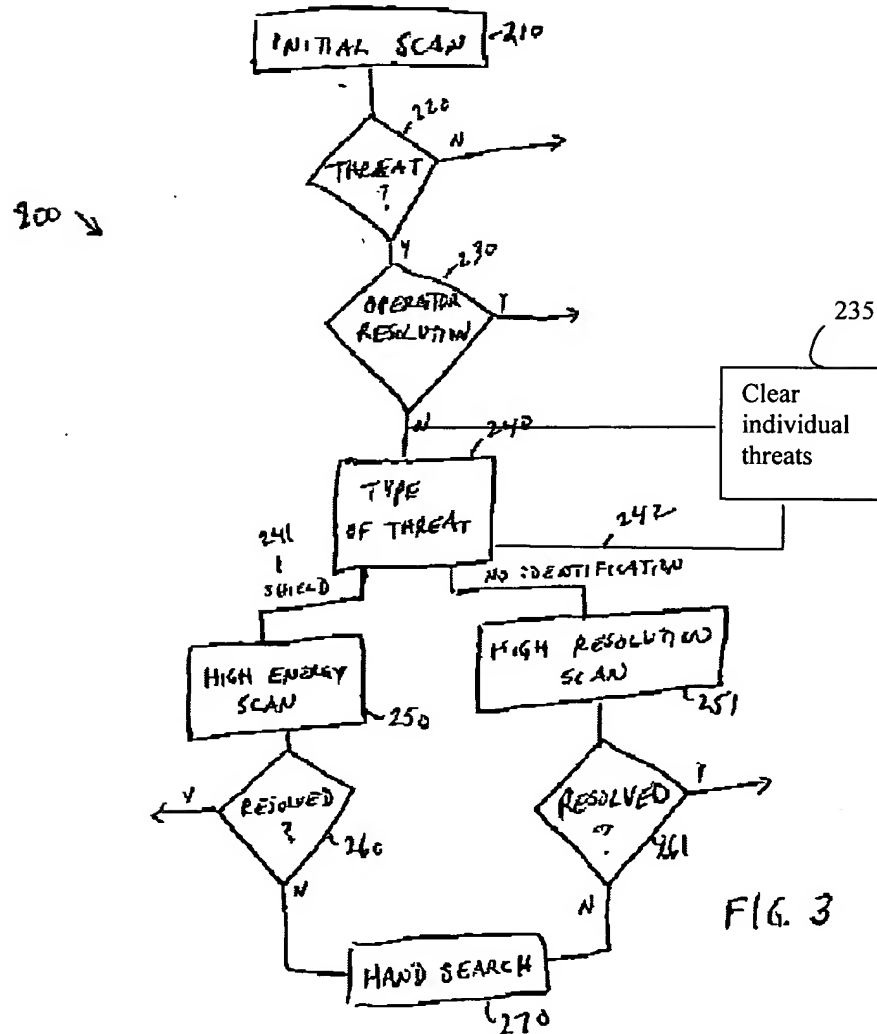 INITIAL SCAN
210
220
THREAT
?
N
200
Y
230
OPERATOR
RESOLUTION
Y
235
Clear
individual
threats
N
240
TYPE
OF THREAT
242
241
SHIELD
NO IDENTIFICATION
HIGH ENERGY
SCAN
250
HIGH RESOLUTION
SCAN
251
Y
RESOLVED
?
260
RESOLVED
?
Y
261
N
N
FIG. 3
HAND SEARCH
270